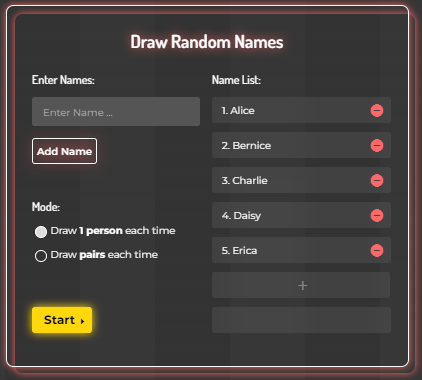 Draw Random Names
Enter Names:
Enter Name ...
Add Name
Mode:
Draw 1 person each time
Draw pairs each time
Start
Name List:
1. Alice
2. Bernice
3. Charlie
4. Daisy
5. Erica
+